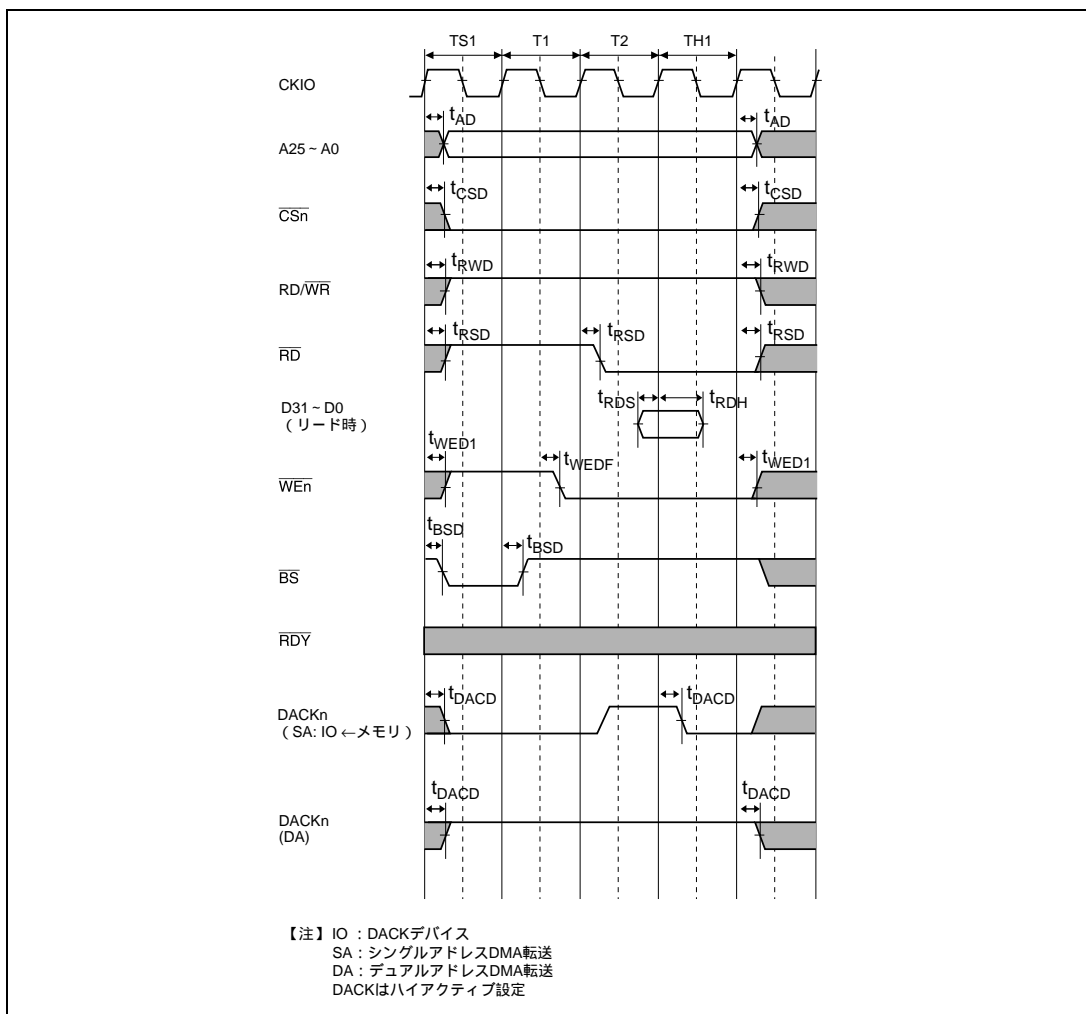 TS1 T1 T2 TH1
CKIO
tAD tAD
A25 ~ A0
tCSD tCSD
CSn
tRWD tRWD
RD/WR
tRSD tRSD tRSD
RD
tRDS tRDH
D31 ~ D0
（リード時）
tWED1 tWEDF tWED1
WEn
tBSD tBSD
BS
RDY
tDACD tDACD
DACKn
（SA: IO ←メモリ）
tDACD tDACD
DACKn
(DA)
【注】IO ：DACKデバイス
SA：シングルアドレスDMA転送
DA：デュアルアドレスDMA転送
DACKはハイアクティブ設定